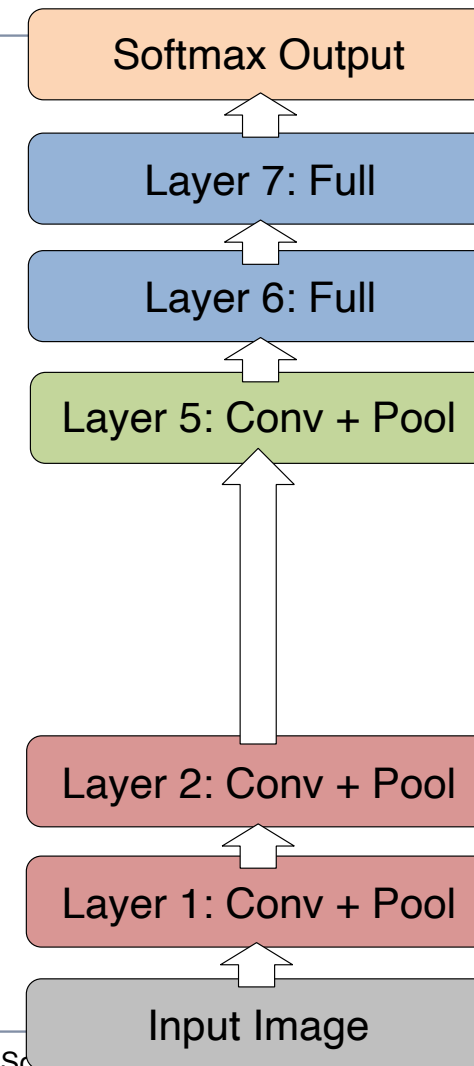 Softmax Output
Layer 7: Full
Layer 6: Full
Layer 5: Conv + Pool
Layer 2: Conv + Pool
Layer 1: Conv + Pool
Input Image